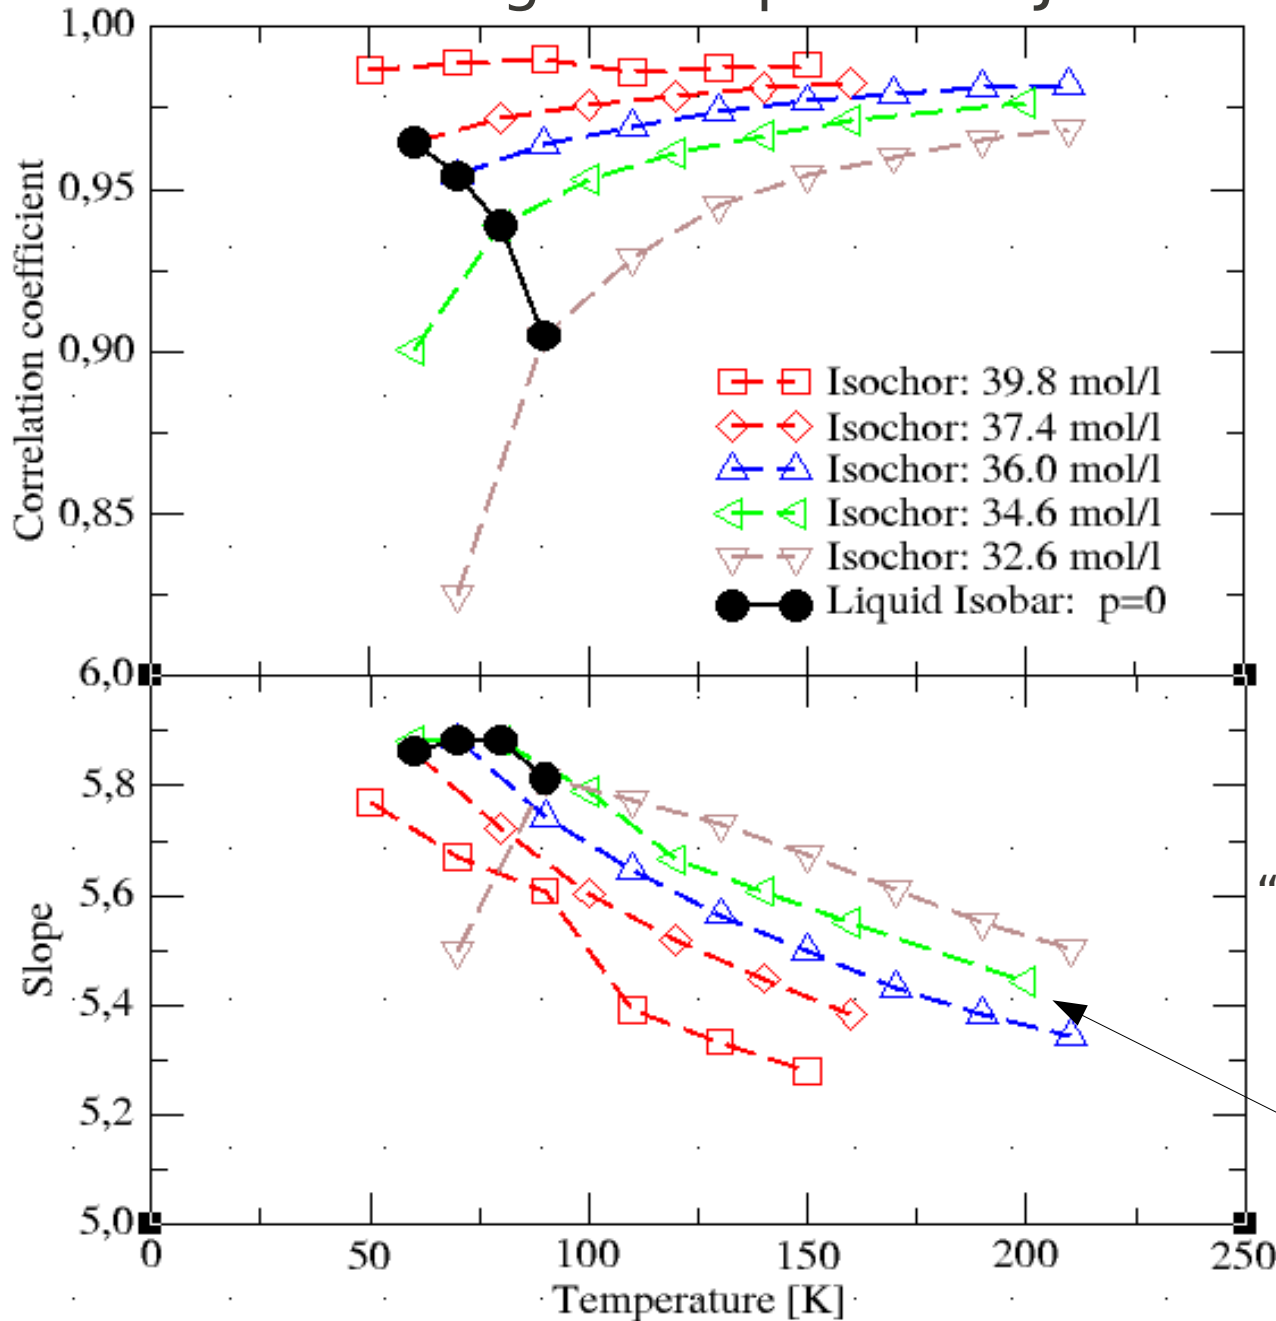 1,00
0,95
0,90
0,85
Correlation coefficient
Isochor: 39.8 mol/l
Isochor: 37.4 mol/l
Isochor: 36.0 mol/l
Isochor: 34.6 mol/l
Isochor: 32.6 mol/l
Liquid Isobar: p=0
6,0
5,8
5,6
5,4
5,2
5,0
Slope
“
0 50 100 150 200 250
Temperature [K]